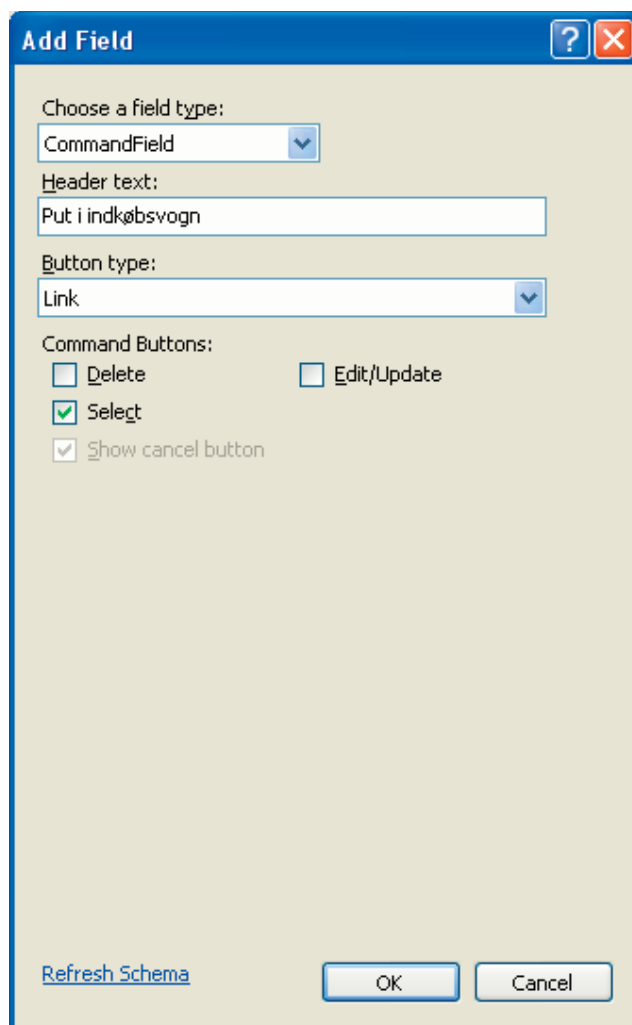 Add Field
Choose a field type:
CommandField
Header text:
Put i indkøbsvogn
Button type:
Link
Command Buttons:
Delete Edit/Update
Select
Show cancel button
Refresh Schema OK Cancel